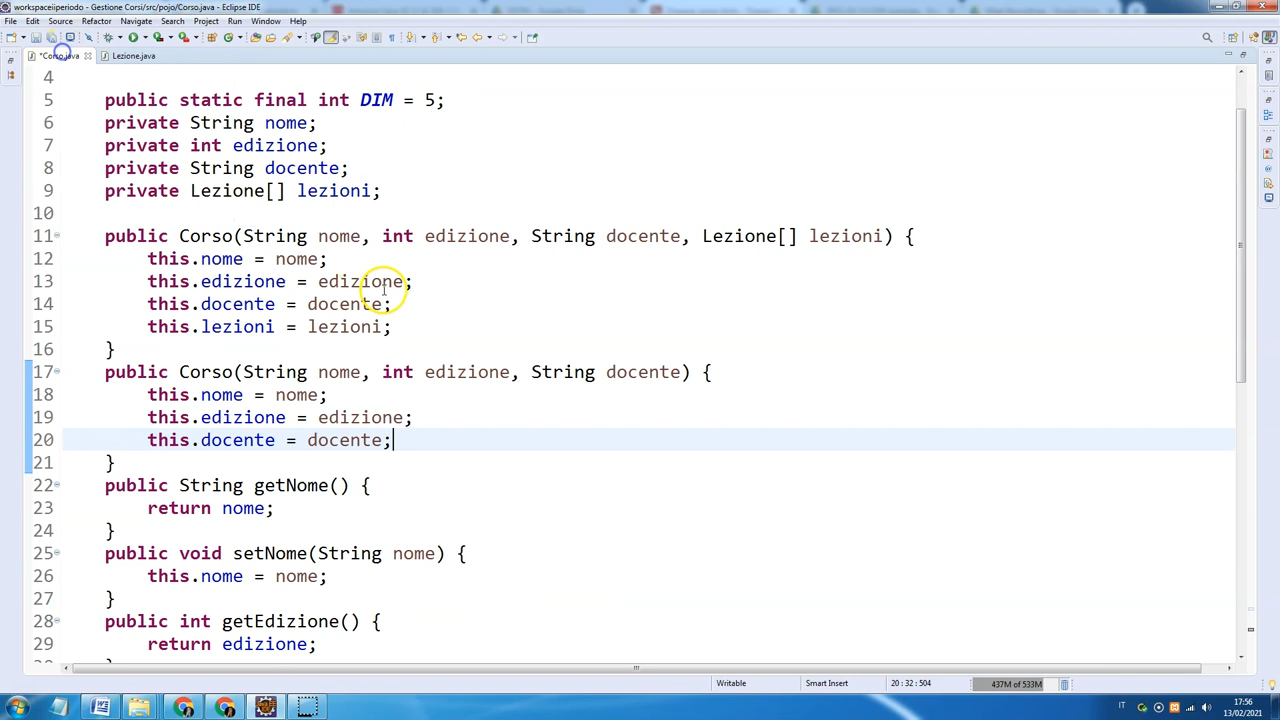 workspaceiiperiodo - Gestione Corsi/src/pojo/Corso.java - Eclipse IDE
File Edit Source Refactor Navigate Search Project Run Window Help
*Corso.java Lezione.java
4
5 public static final int DIM = 5;
6 private String nome;
7 private int edizione;
8 private String docente;
9 private Lezione[] lezioni;
10
11 public Corso(String nome, int edizione, String docente, Lezione[] lezioni) {
12 this.nome = nome;
13 this.edizione = edizione;
14 this.docente = docente;
15 this.lezioni = lezioni;
16 }
17 public Corso(String nome, int edizione, String docente) {
18 this.nome = nome;
19 this.edizione = edizione;
20 this.docente = docente;
21 }
22 public String getNome() {
23 return nome;
24 }
25 public void setNome(String nome) {
26 this.nome = nome;
27 }
28 public int getEdizione() {
29 return edizione;
Writable Smart Insert 20 : 32 : 504 437M of 533M
IT 17:56
13/02/2021